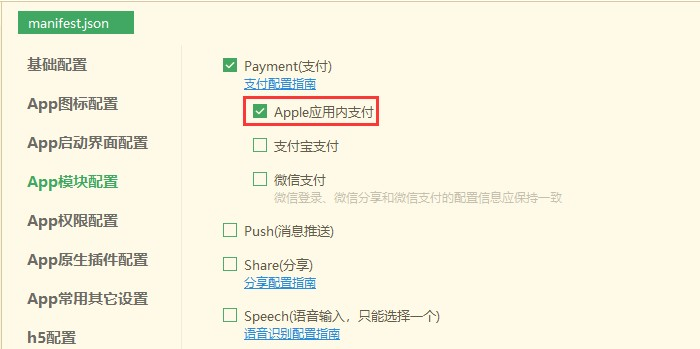 manifest.json
基础配置
App图标配置
App启动界面配置
App模块配置
App权限配置
App原生插件配置
App常用其它设置
h5配置
Payment(支付)
支付配置指南
Apple应用内支付
支付宝支付
微信支付
微信登录、微信分享和微信支付的配置信息应保持一致
Push(消息推送)
Share(分享)
分享配置指南
Speech(语音输入，只能选择一个)
语音识别配置指南